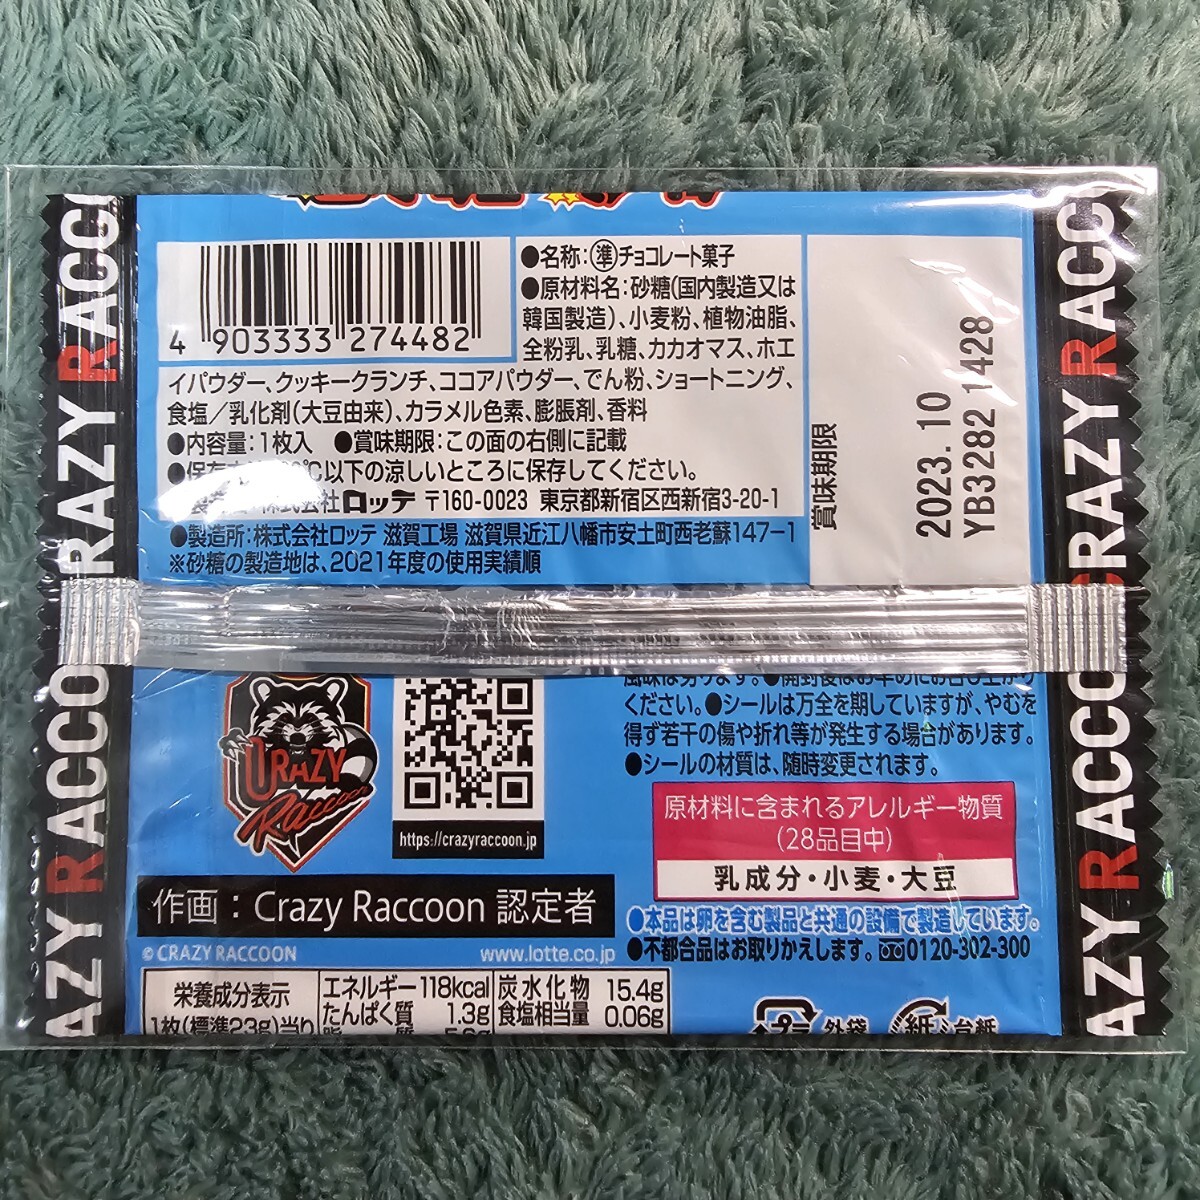 ●名称:㊟チョコレート菓子
●原材料名:砂糖(国内製造又は
韓国製造)、小麦粉、植物油脂、
全粉乳、乳糖、カカオマス、ホエ
イパウダー、クッキークランチ、ココアパウダー、でん粉、ショートニング、
食塩/乳化剤(大豆由来)、カラメル色素、膨脹剤、香料
●内容量:1枚入 ●賞味期限:この面の右側に記載
℃以下の涼しいところに保存してください。
株式会社ロッテ 〒160-0023 東京都新宿区西新宿3-20-1
●製造所:株式会社ロッテ 滋賀工場 滋賀県近江八幡市安土町西老蘇147-1
※砂糖の製造地は、2021年度の使用実績順
4 903333 274482
賞味期限
2023.10
YB3282 1428
ください。●シールは万全を期していますが、やむを
得ず若干の傷や折れ等が発生する場合があります。
●シールの材質は、随時変更されます。
CRAZY
Raccoon
https://crazyraccoon.jp
原材料に含まれるアレルギー物質
(28品目中)
乳成分・小麦・大豆
作画:Crazy Raccoon 認定者
●本品は卵を含む製品と共通の設備で製造しています。
●不都合品はお取りかえします。0120-302-300
© CRAZY RACCOON
www.lotte.co.jp
栄養成分表示
1枚(標準23g)当り
エネルギー 118kcal
たんぱく質 1.3g
炭水化物 15.4g
食塩相当量 0.06g
プラ 外袋
紙 台紙
RAZY RACCO
AZY RACCO
CRAZY RACCO
AZY RACCO